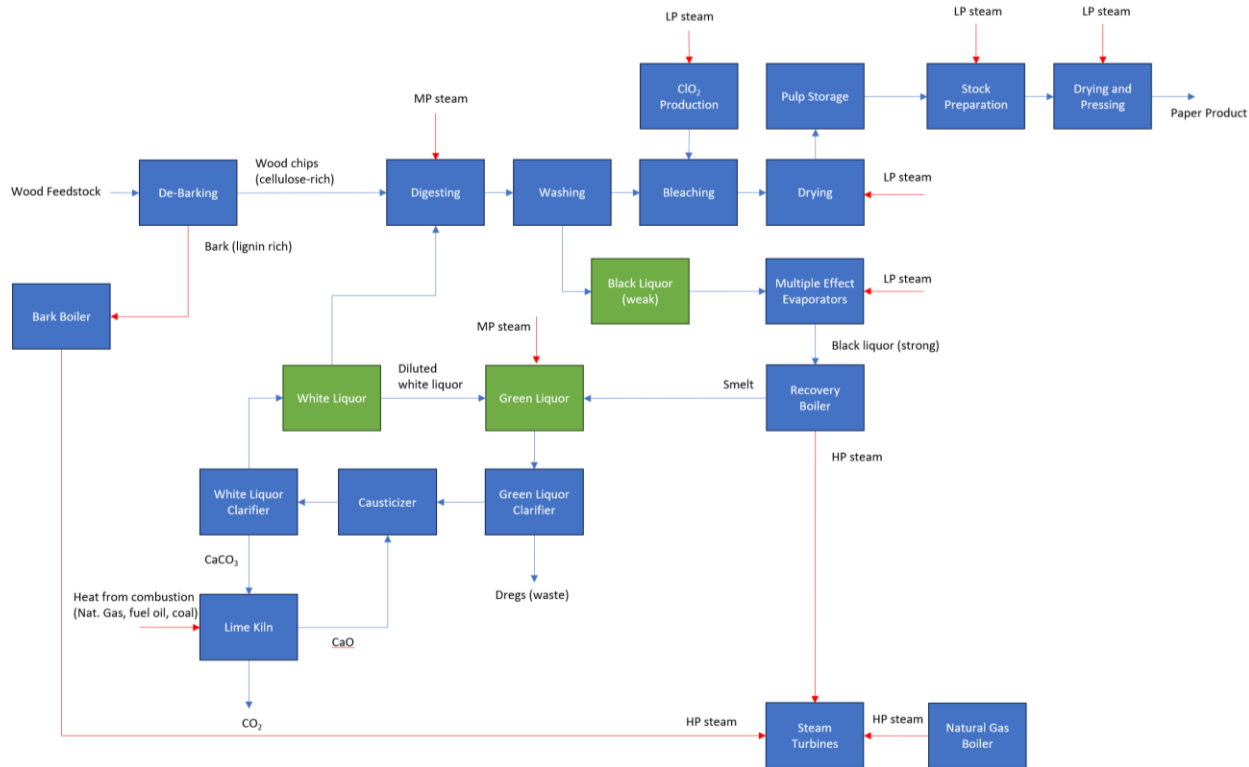 LP steam
LP steam
LP steam
ClO₂
Production
Pulp Storage
Stock
Preparation
Drying and
Pressing
MP steam
Paper Product
Wood Feedstock
De-Barking
Wood chips
(cellulose-rich)
Digesting
Washing
Bleaching
Drying
LP steam
Bark (lignin rich)
Bark Boiler
Black Liquor
(weak)
Multiple Effect
Evaporators
LP steam
MP steam
Black liquor (strong)
White Liquor
Diluted
white liquor
Green Liquor
Smelt
Recovery
Boiler
HP steam
White Liquor
Clarifier
Causticizer
Green Liquor
Clarifier
CaCO₃
Dregs (waste)
Heat from combustion
(Nat. Gas, fuel oil, coal)
Lime Kiln
CaO
CO₂
HP steam
Steam
Turbines
HP steam
Natural Gas
Boiler